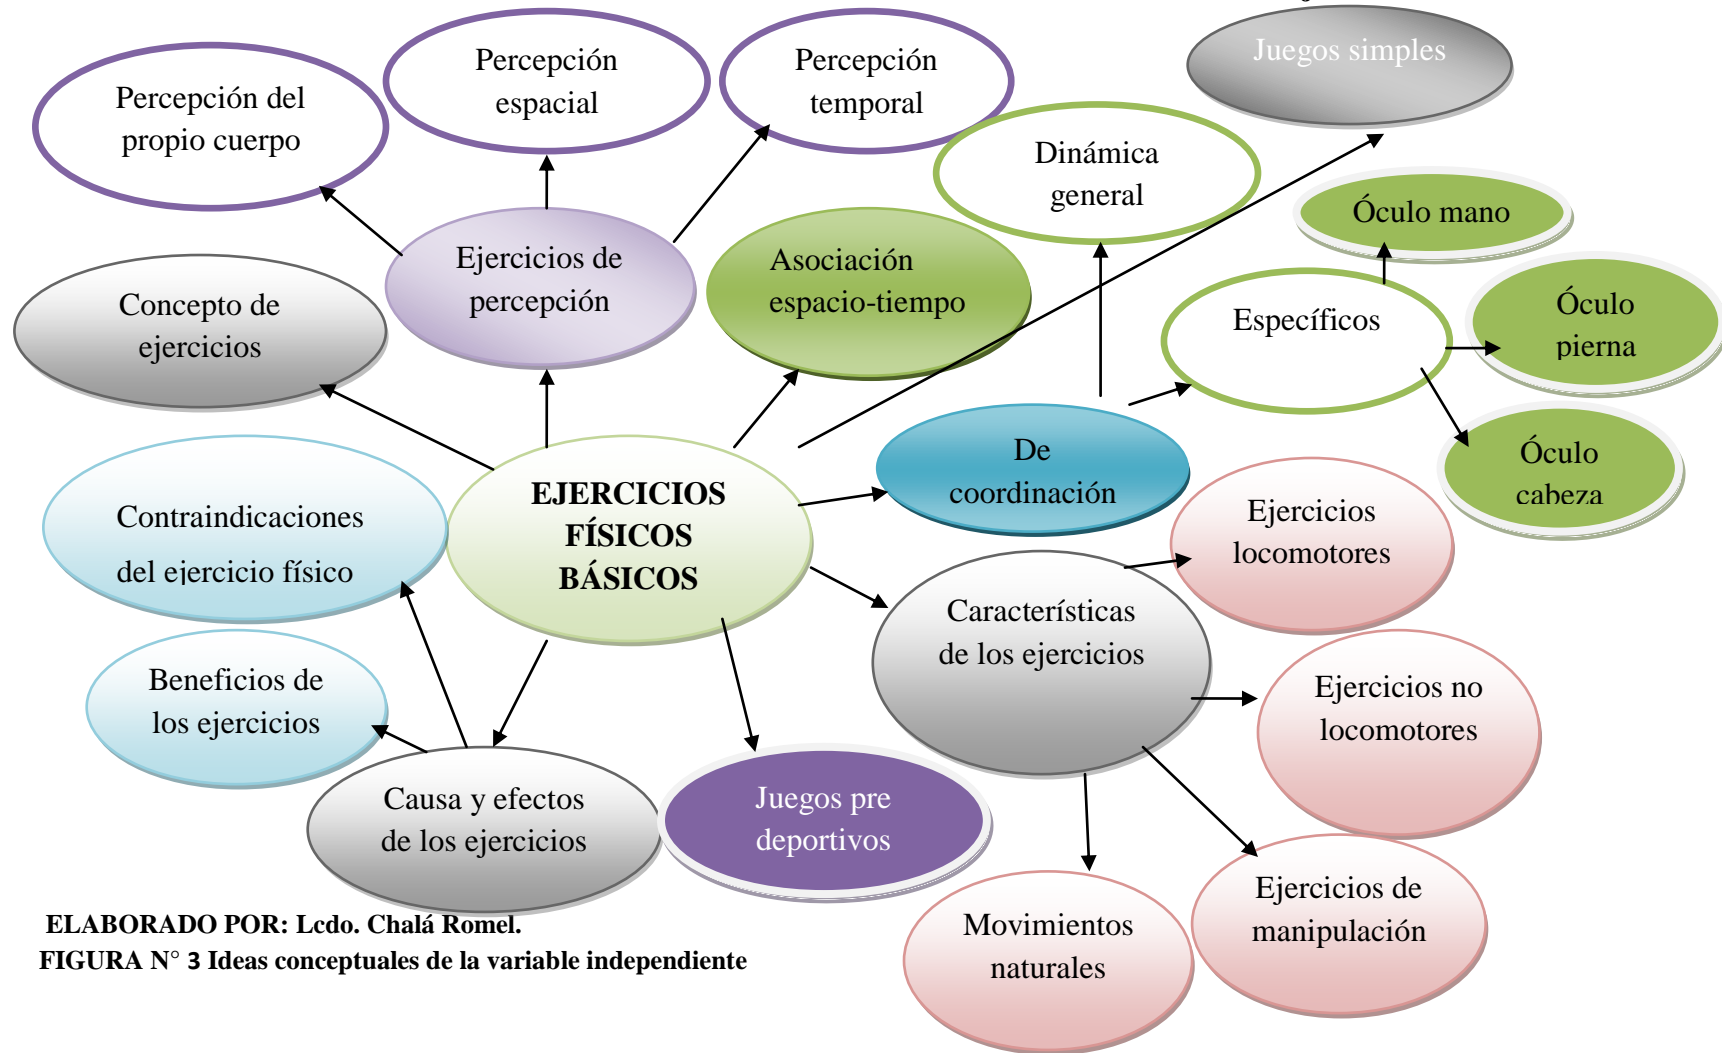 Juegos simples
Percepción
espacial
Percepción
temporal
Percepción del
propio cuerpo
Dinámica
general
Óculo mano
Ejercicios de
percepción
Asociación
espacio-tiempo
Concepto de
ejercicios
Específicos
Óculo
pierna
De
coordinación
Óculo
cabeza
EJERCICIOS
FÍSICOS
BÁSICOS
Contraindicaciones
del ejercicio físico
Ejercicios
locomotores
Características
de los ejercicios
Beneficios de
los ejercicios
Ejercicios no
locomotores
Causa y efectos
de los ejercicios
Juegos pre
deportivos
Ejercicios de
manipulación
Movimientos
naturales
ELABORADO POR: Lcdo. Chalá Romel.
FIGURA N° 3 Ideas conceptuales de la variable independiente